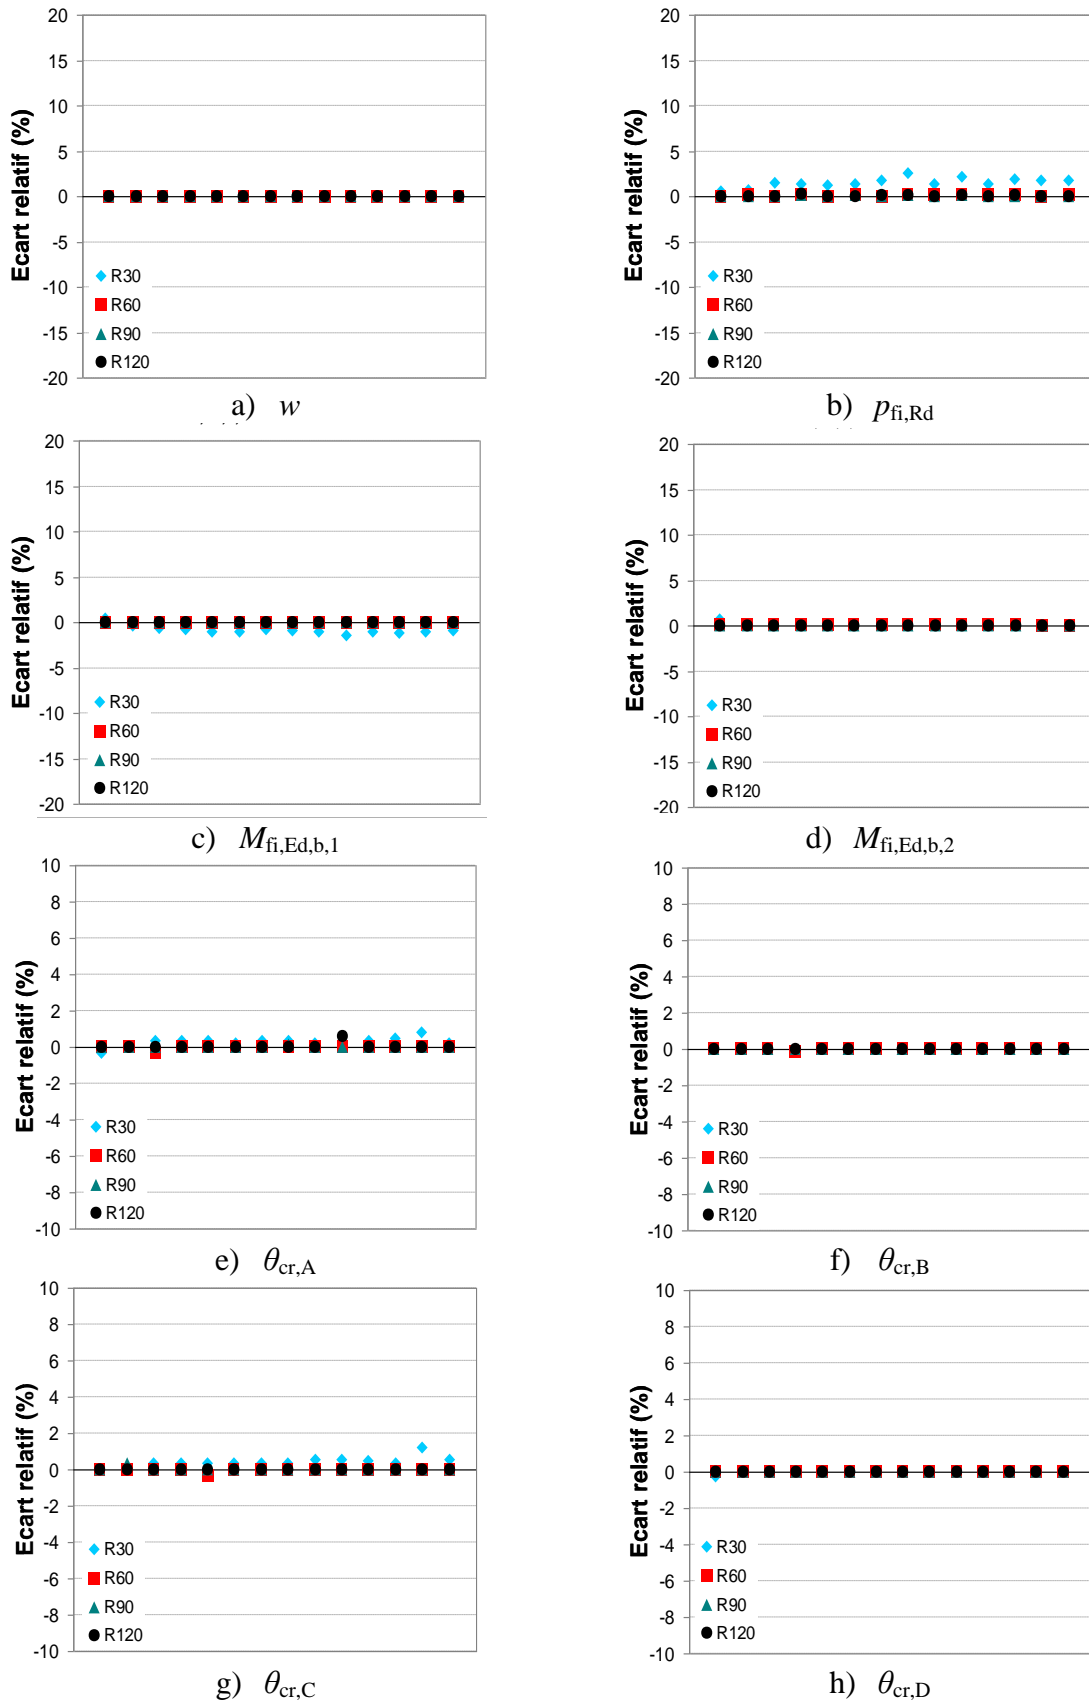 20
15
10
5
0
-5
-10
-15
-20
Ecart relatif (%)
R30
R60
R90
R120
a) w
20
15
10
5
0
-5
-10
-15
-20
Ecart relatif (%)
R30
R60
R90
R120
b) pfi,Rd
20
15
10
5
0
-5
-10
-15
-20
Ecart relatif (%)
R30
R60
R90
R120
c) Mfi,Ed,b,1
20
15
10
5
0
-5
-10
-15
-20
Ecart relatif (%)
R30
R60
R90
R120
d) Mfi,Ed,b,2
10
8
6
4
2
0
-2
-4
-6
-8
-10
Ecart relatif (%)
R30
R60
R90
R120
e) θcr,A
10
8
6
4
2
0
-2
-4
-6
-8
-10
Ecart relatif (%)
R30
R60
R90
R120
f) θcr,B
10
8
6
4
2
0
-2
-4
-6
-8
-10
Ecart relatif (%)
R30
R60
R90
R120
g) θcr,C
10
8
6
4
2
0
-2
-4
-6
-8
-10
Ecart relatif (%)
R30
R60
R90
R120
h) θcr,D